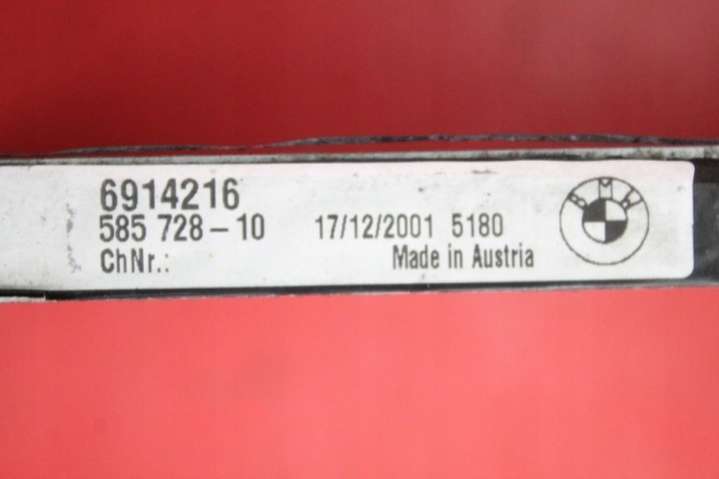 6914216
585 728-10 17/12/2001 5180
ChNr.: Made in Austria
BMW